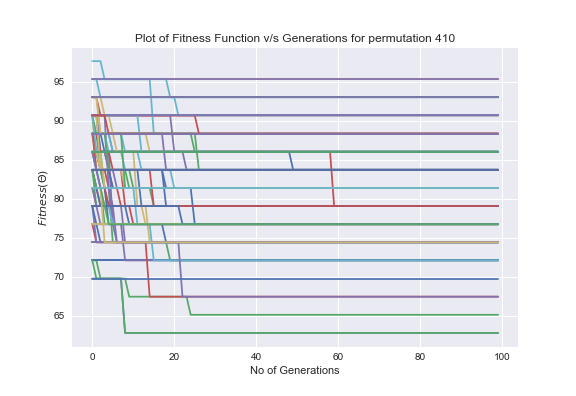 Plot of Fitness Function v/s Generations for permutation 410
95
90
85
80
75
70
65
Fitness(Θ)
0 20 40 60 80 100
No of Generations